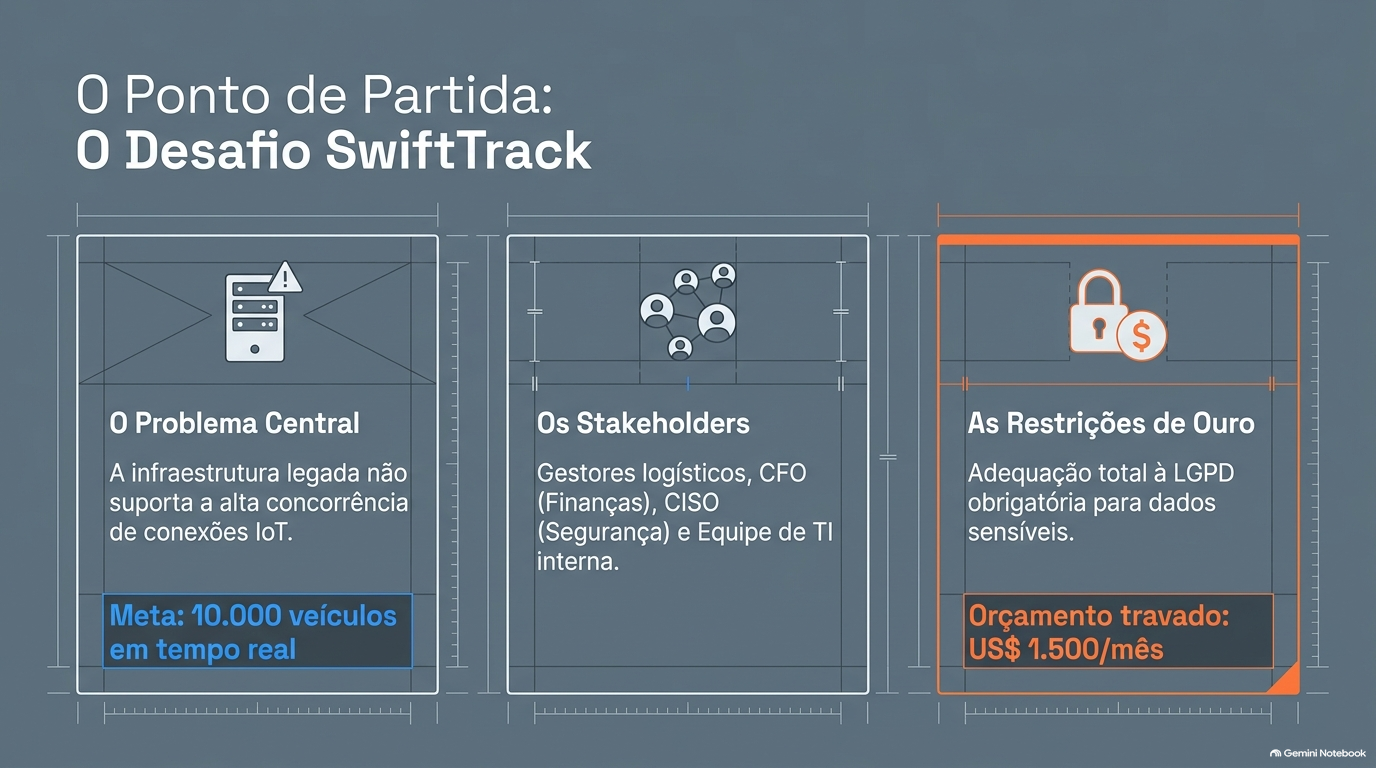 O Ponto de Partida:
O Desafio SwiftTrack
O Problema Central
A infraestrutura legada não
suporta a alta concorrência
de conexões IoT.
Meta: 10.000 veículos
em tempo real
Os Stakeholders
Gestores logísticos, CFO
(Finanças), CISO
(Segurança) e Equipe de TI
interna.
$
As Restrições de Ouro
Adequação total à LGPD
obrigatória para dados
sensíveis.
Orçamento travado:
US$ 1.500/mês
Gemini Notebook